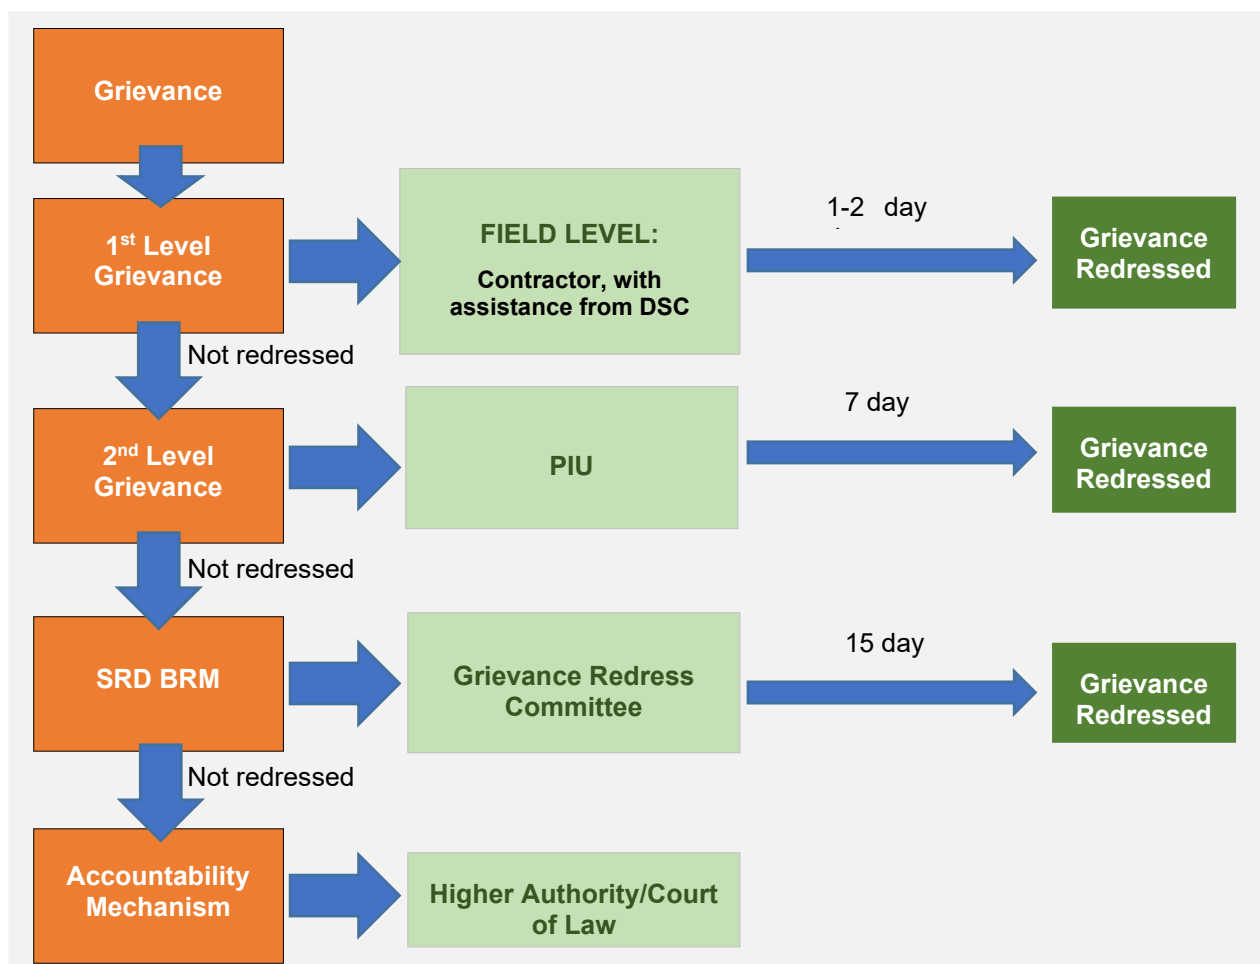 Grievance
1st Level
Grievance
FIELD LEVEL:
Contractor, with
assistance from DSC
1-2 day
Grievance
Redressed
Not redressed
2nd Level
Grievance
PIU
7 day
Grievance
Redressed
Not redressed
SRD BRM
Grievance Redress
Committee
15 day
Grievance
Redressed
Not redressed
Accountability
Mechanism
Higher Authority/Court
of Law